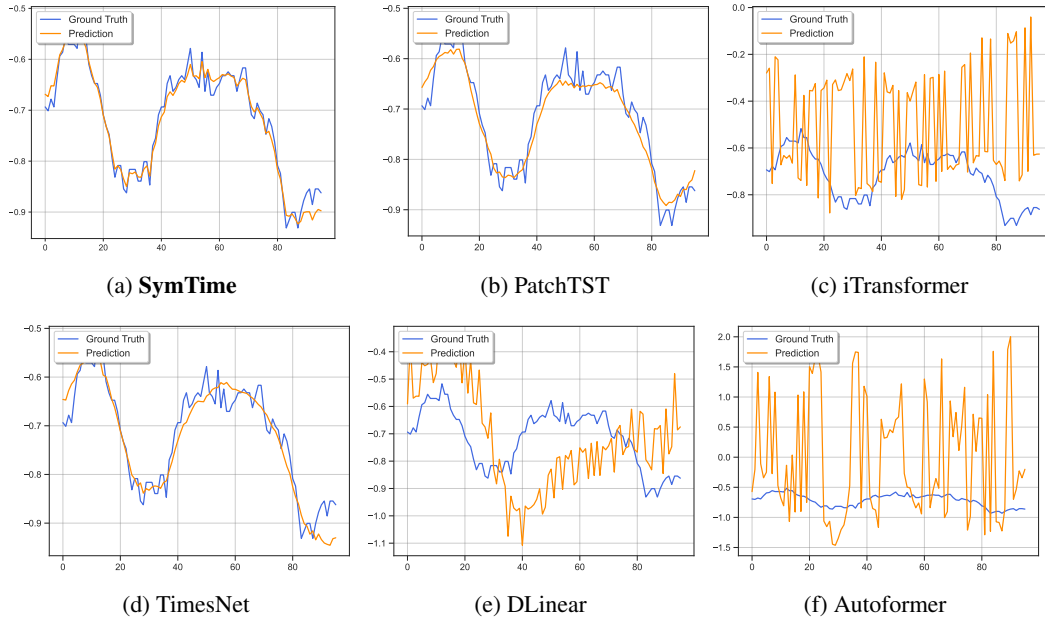 Ground Truth
Prediction
−0.6
−0.7
−0.8
−0.9
0 20 40 60 80
(a) SymTime
Ground Truth
Prediction
−0.6
−0.7
−0.8
−0.9
0 20 40 60 80
(b) PatchTST
Ground Truth
Prediction
0.0
−0.2
−0.4
−0.6
−0.8
0 20 40 60 80
(c) iTransformer
Ground Truth
Prediction
−0.5
−0.6
−0.7
−0.8
−0.9
0 20 40 60 80
(d) TimesNet
Ground Truth
Prediction
−0.4
−0.5
−0.6
−0.7
−0.8
−0.9
−1.0
−1.1
0 20 40 60 80
(e) DLinear
Ground Truth
Prediction
2.0
1.5
1.0
0.5
0.0
−0.5
−1.0
−1.5
0 20 40 60 80
(f) Autoformer